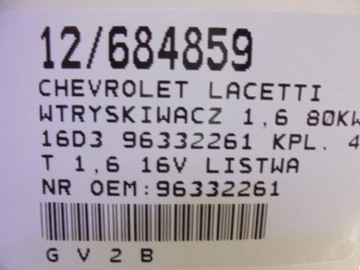 12/684859
CHEVROLET LACETTI
WTRYSKIWACZ 1,6 80KW
16D3 96332261 KPL. 4
T 1,6 16V LISTWA
NR OEM:96332261
G V 2 B